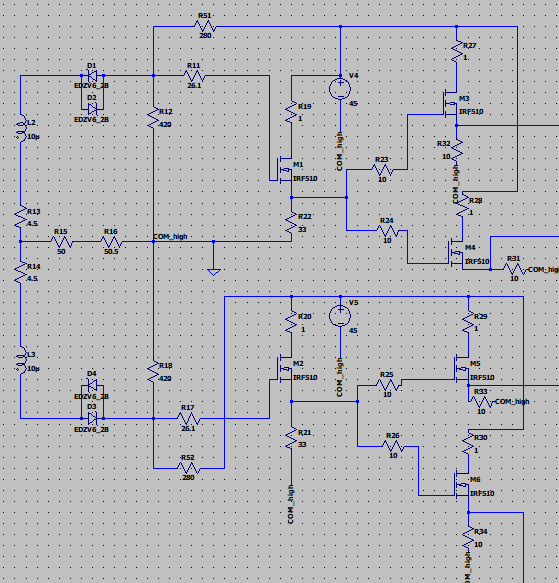 R51
280
D1
EDZV6_2B
R11
26.1
D2
EDZV6_2B
L2
10µ
R12
420
R19
1
V4
45
COM_high
R27
1
M3
IRF510
R32
10
COM_high
M1
IRF510
R23
10
R28
.1
R13
4.5
R22
33
R24
10
M4
IRF510
R15
50
R16
50.5
COM_high
R31
10
COM_high
R14
4.5
R20
1
V5
45
COM_high
R29
1
L3
10µ
R18
420
D4
EDZV6_2B
D3
EDZV6_2B
R17
26.1
M2
IRF510
R25
10
M5
IRF510
R33
10
COM_high
R21
33
COM_high
R26
10
R30
1
R52
280
M6
IRF510
R34
10
OM_high